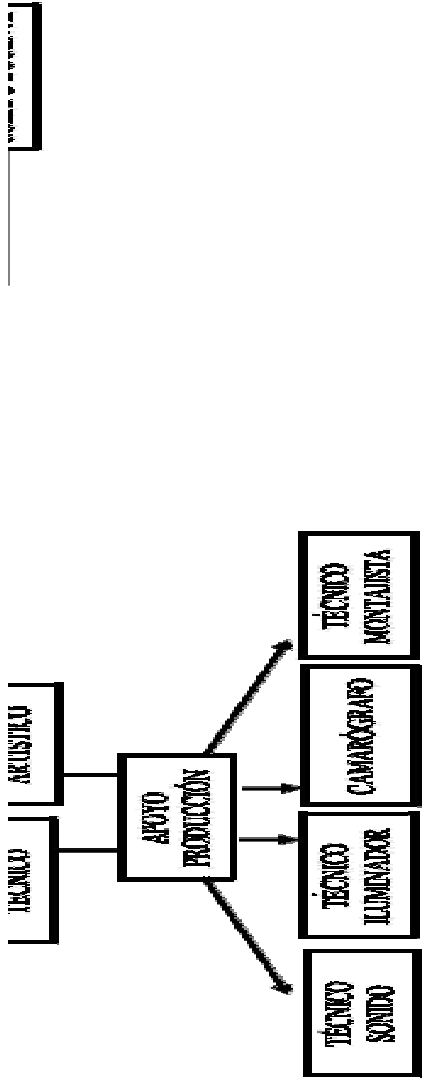 TÉCNICO
ARTÍSTICO
APOYO
PRODUCCIÓN
TÉCNICO
SONIDO
TÉCNICO
ILUMINADOR
CAMARÓGRAFO
TÉCNICO
MONTAJISTA